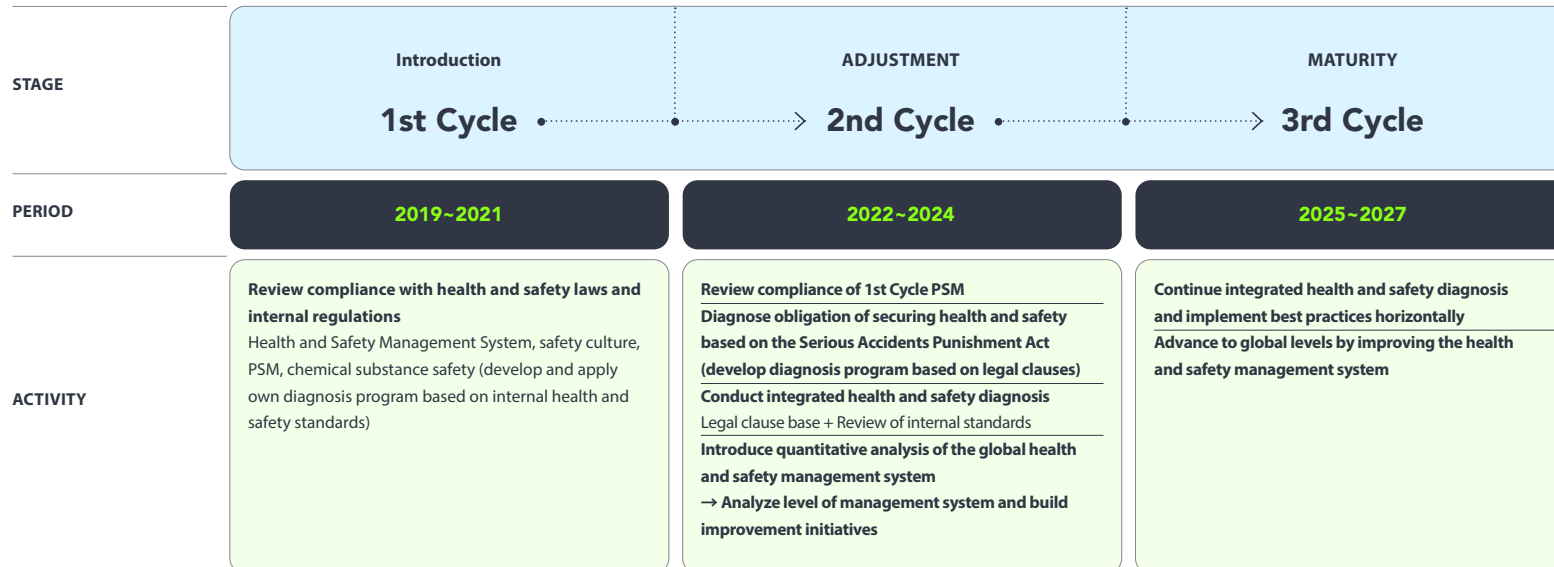 STAGE
Introduction
1st Cycle
ADJUSTMENT
2nd Cycle
MATURITY
3rd Cycle
PERIOD
2019~2021
2022~2024
2025~2027
ACTIVITY
Review compliance with health and safety laws and
internal regulations
Health and Safety Management System, safety culture,
PSM, chemical substance safety (develop and apply
own diagnosis program based on internal health and
safety standards)
Review compliance of 1st Cycle PSM
Diagnose obligation of securing health and safety
based on the Serious Accidents Punishment Act
(develop diagnosis program based on legal clauses)
Conduct integrated health and safety diagnosis
Legal clause base + Review of internal standards
Introduce quantitative analysis of the global health
and safety management system
→ Analyze level of management system and build
improvement initiatives
Continue integrated health and safety diagnosis
and implement best practices horizontally
Advance to global levels by improving the health
and safety management system